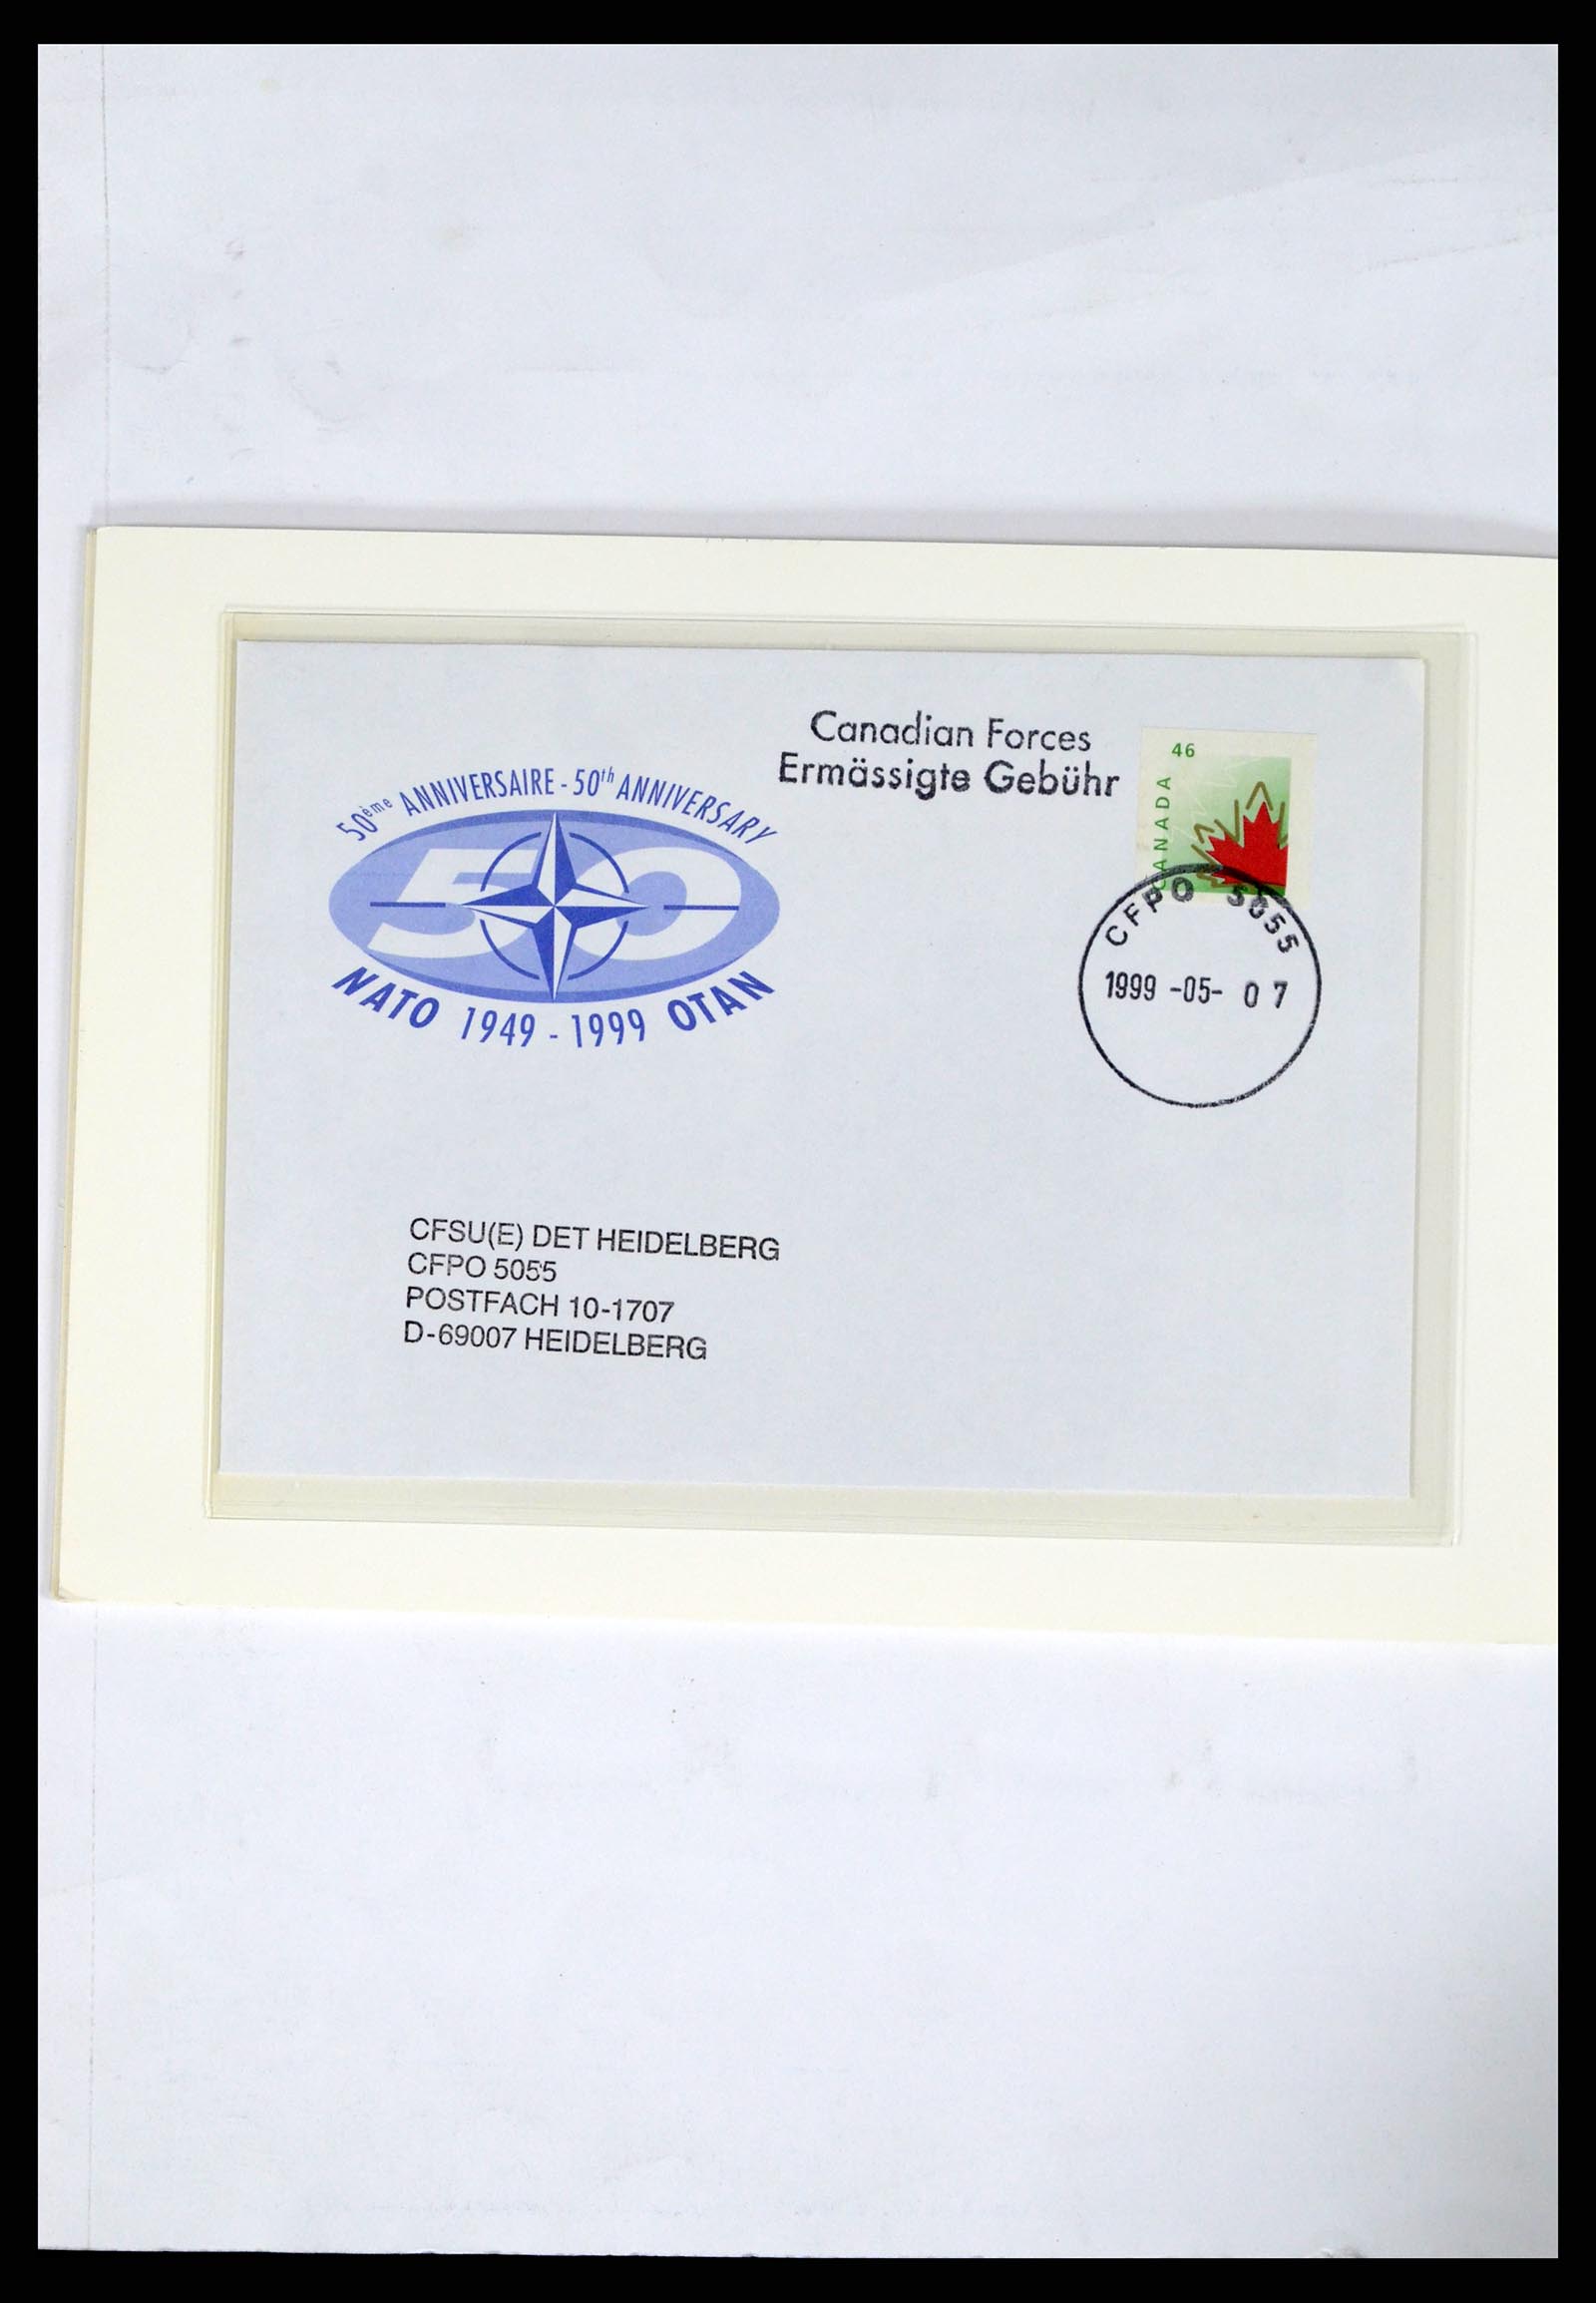 Canadian Forces
Ermässigte Gebühr
46
CANADA
50ème ANNIVERSAIRE - 50th ANNIVERSARY
50
NATO 1949 - 1999 OTAN
CFPO 5055
1999 -05- 07
CFSU(E) DET HEIDELBERG
CFPO 5055
POSTFACH 10-1707
D-69007 HEIDELBERG